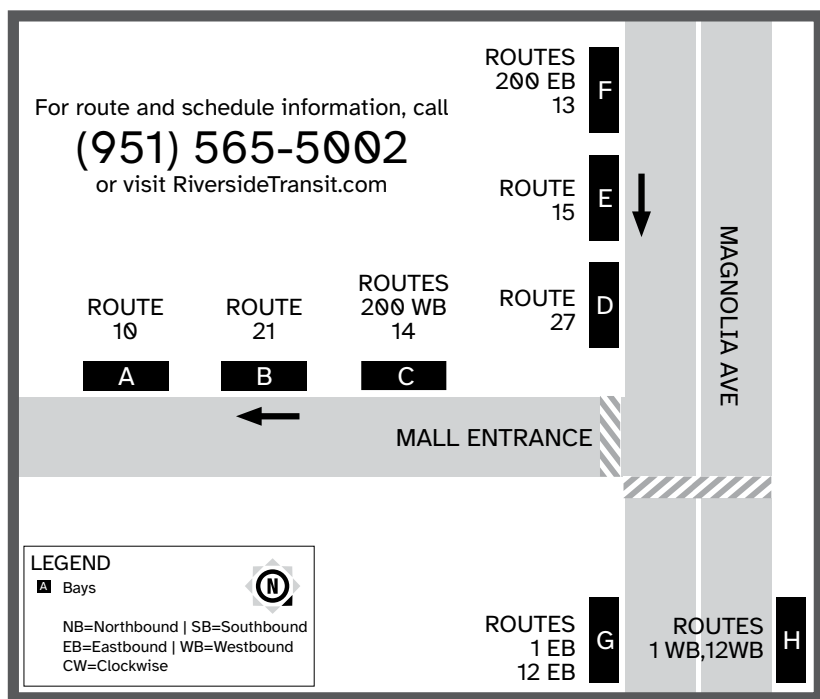 For route and schedule information, call
(951) 565-5002
or visit RiversideTransit.com
ROUTES
200 EB
13
F
ROUTE
15
E
ROUTE
27
D
MAGNOLIA AVE
ROUTE
10
A
ROUTE
21
B
ROUTES
200 WB
14
C
MALL ENTRANCE
LEGEND
A Bays
N
NB=Northbound | SB=Southbound
EB=Eastbound | WB=Westbound
CW=Clockwise
ROUTES
1 EB
12 EB
G
ROUTES
1 WB,12WB
H